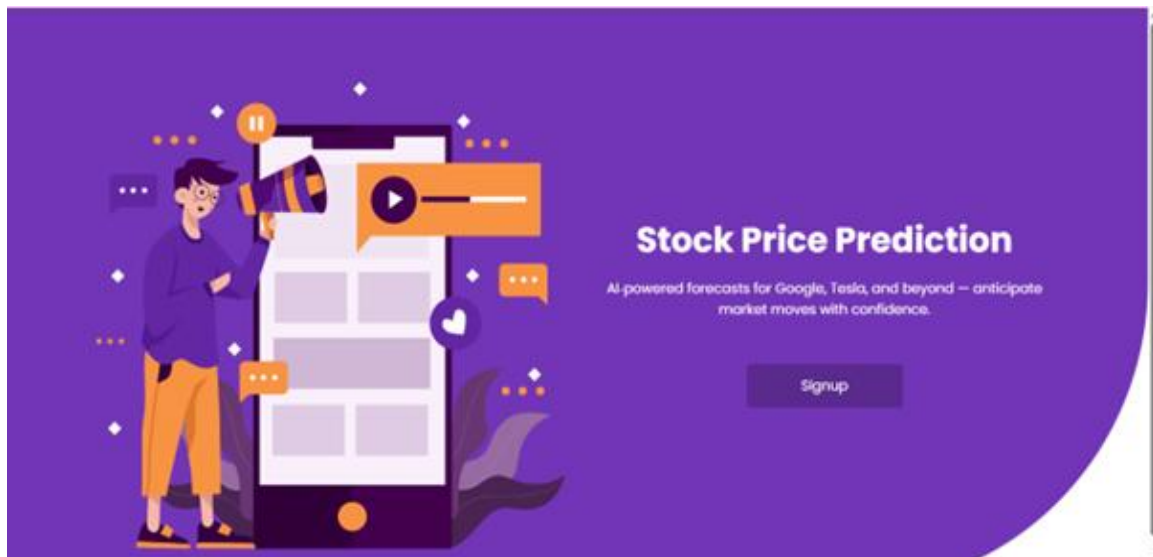 Stock Price Prediction
AI-powered forecasts for Google, Tesla, and beyond — anticipate
market moves with confidence.
Signup